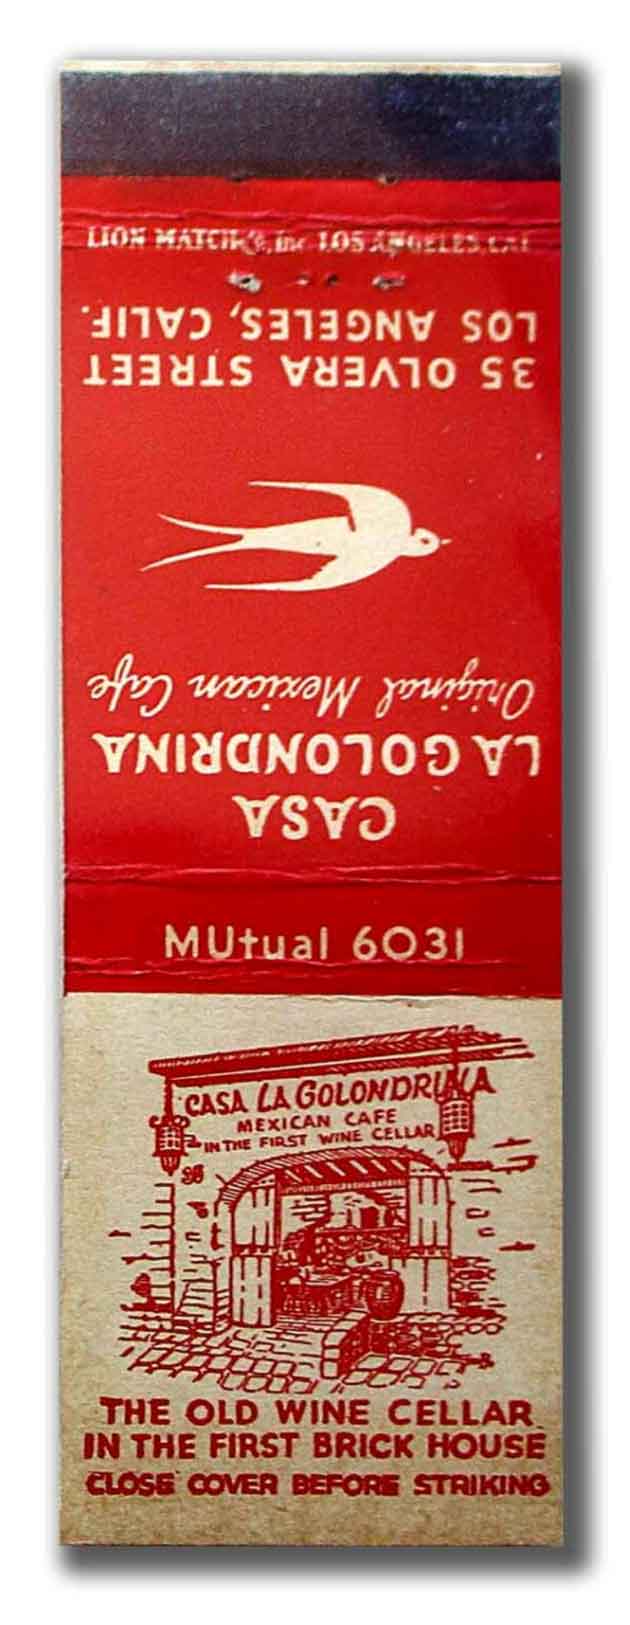 LION MATCH Co., Inc. LOS ANGELES, CAL.
CASA
LA GOLONDRINA
Original Mexican Cafe
35 OLVERA STREET
LOS ANGELES, CALIF.
MUtual 6031
CASA LA GOLONDRINA
MEXICAN CAFE
IN THE FIRST WINE CELLAR
THE OLD WINE CELLAR
IN THE FIRST BRICK HOUSE
CLOSE COVER BEFORE STRIKING